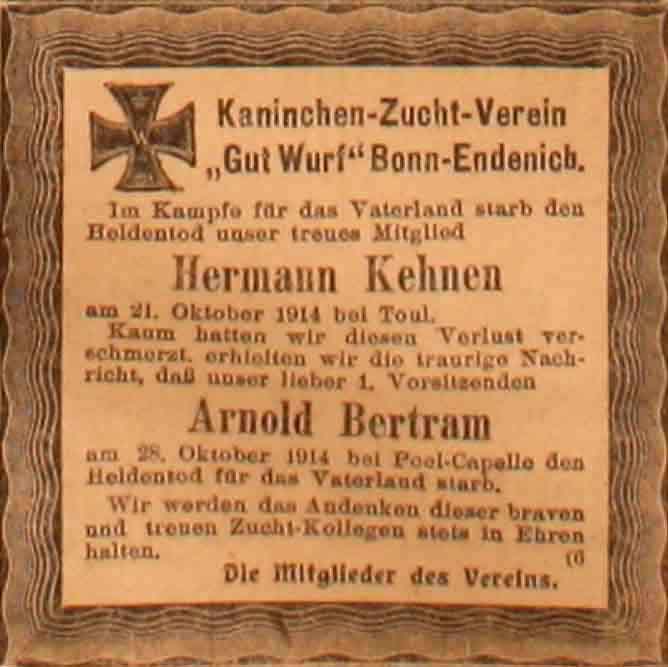 Kaninchen-Zucht-Verein
„Gut Wurf“ Bonn-Endenich.
Im Kampfe für das Vaterland starb den
Heldentod unser treues Mitglied
Hermann Kehnen
am 21. Oktober 1914 bei Toul.
Kaum hatten wir diesen Verlust ver-
schmerzt, erhielten wir die traurige Nach-
richt, daß unser lieber 1. Vorsitzenden
Arnold Bertram
am 28. Oktober 1914 bei Poel-Capelle den
Heldentod für das Vaterland starb.
Wir werden das Andenken dieser braven
und treuen Zucht-Kollegen stets in Ehren
halten. (6
Die Mitglieder des Vereins.